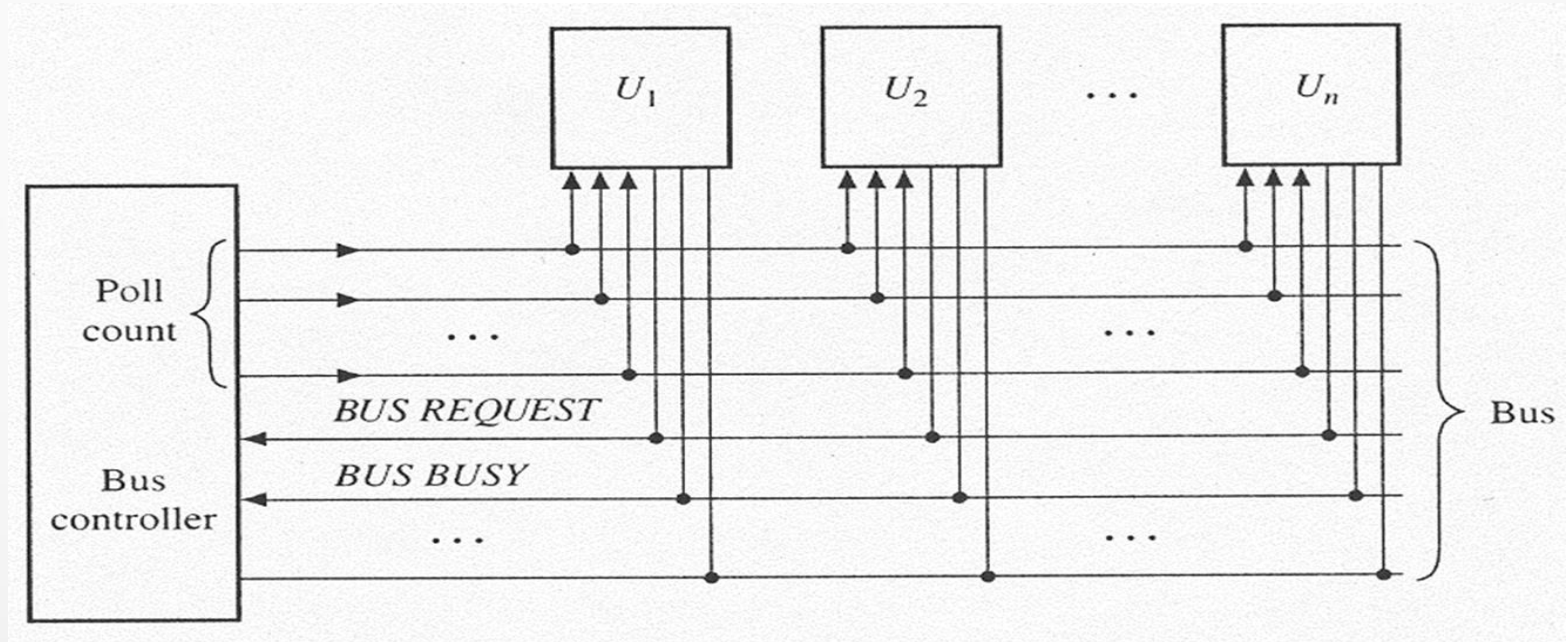 U1
U2
...
Un
Poll
count
...
...
BUS REQUEST
Bus
BUS BUSY
Bus
controller
...
...